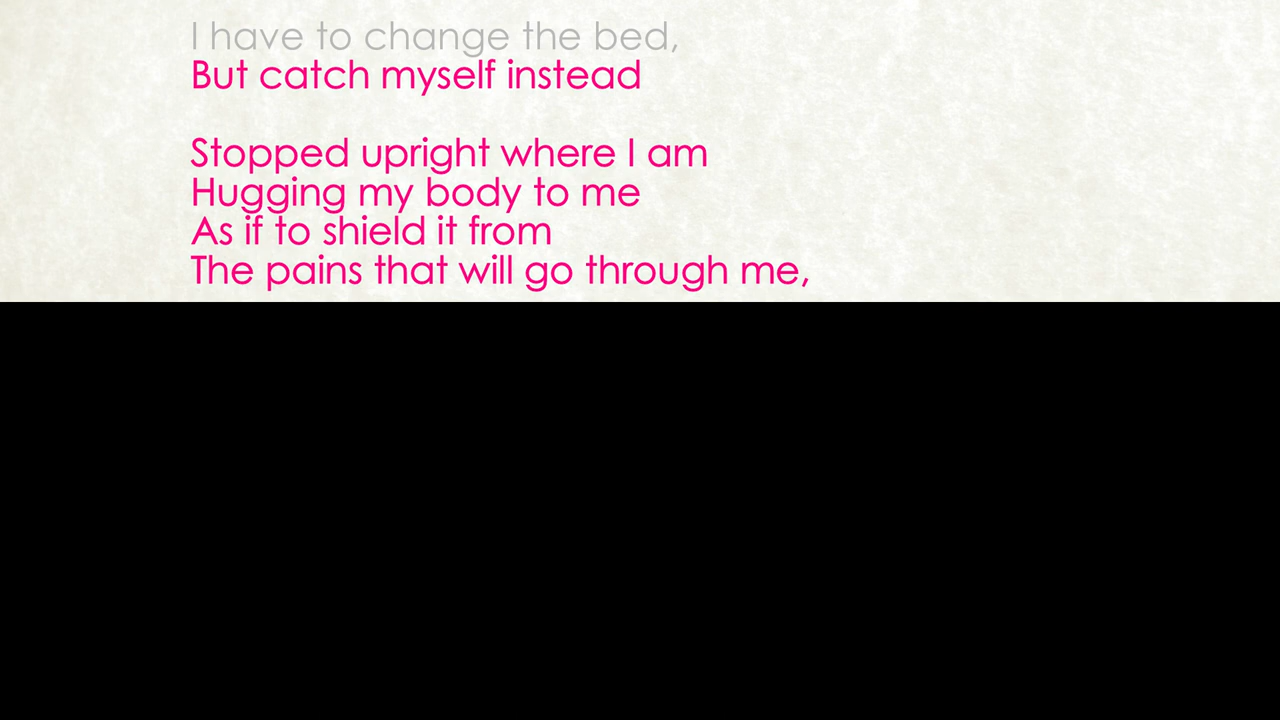 I have to change the bed,
But catch myself instead
Stopped upright where I am
Hugging my body to me
As if to shield it from
The pains that will go through me,